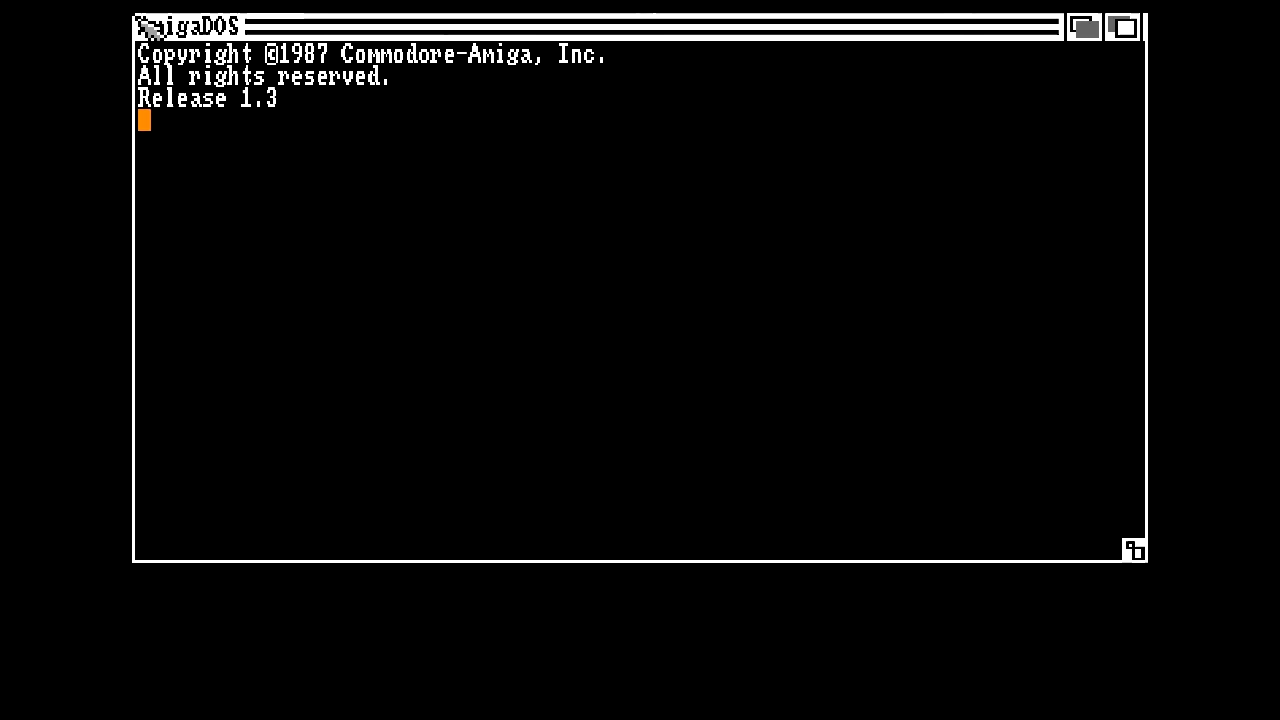 AmigaDOS
Copyright ©1987 Commodore-Amiga, Inc.
All rights reserved.
Release 1.3